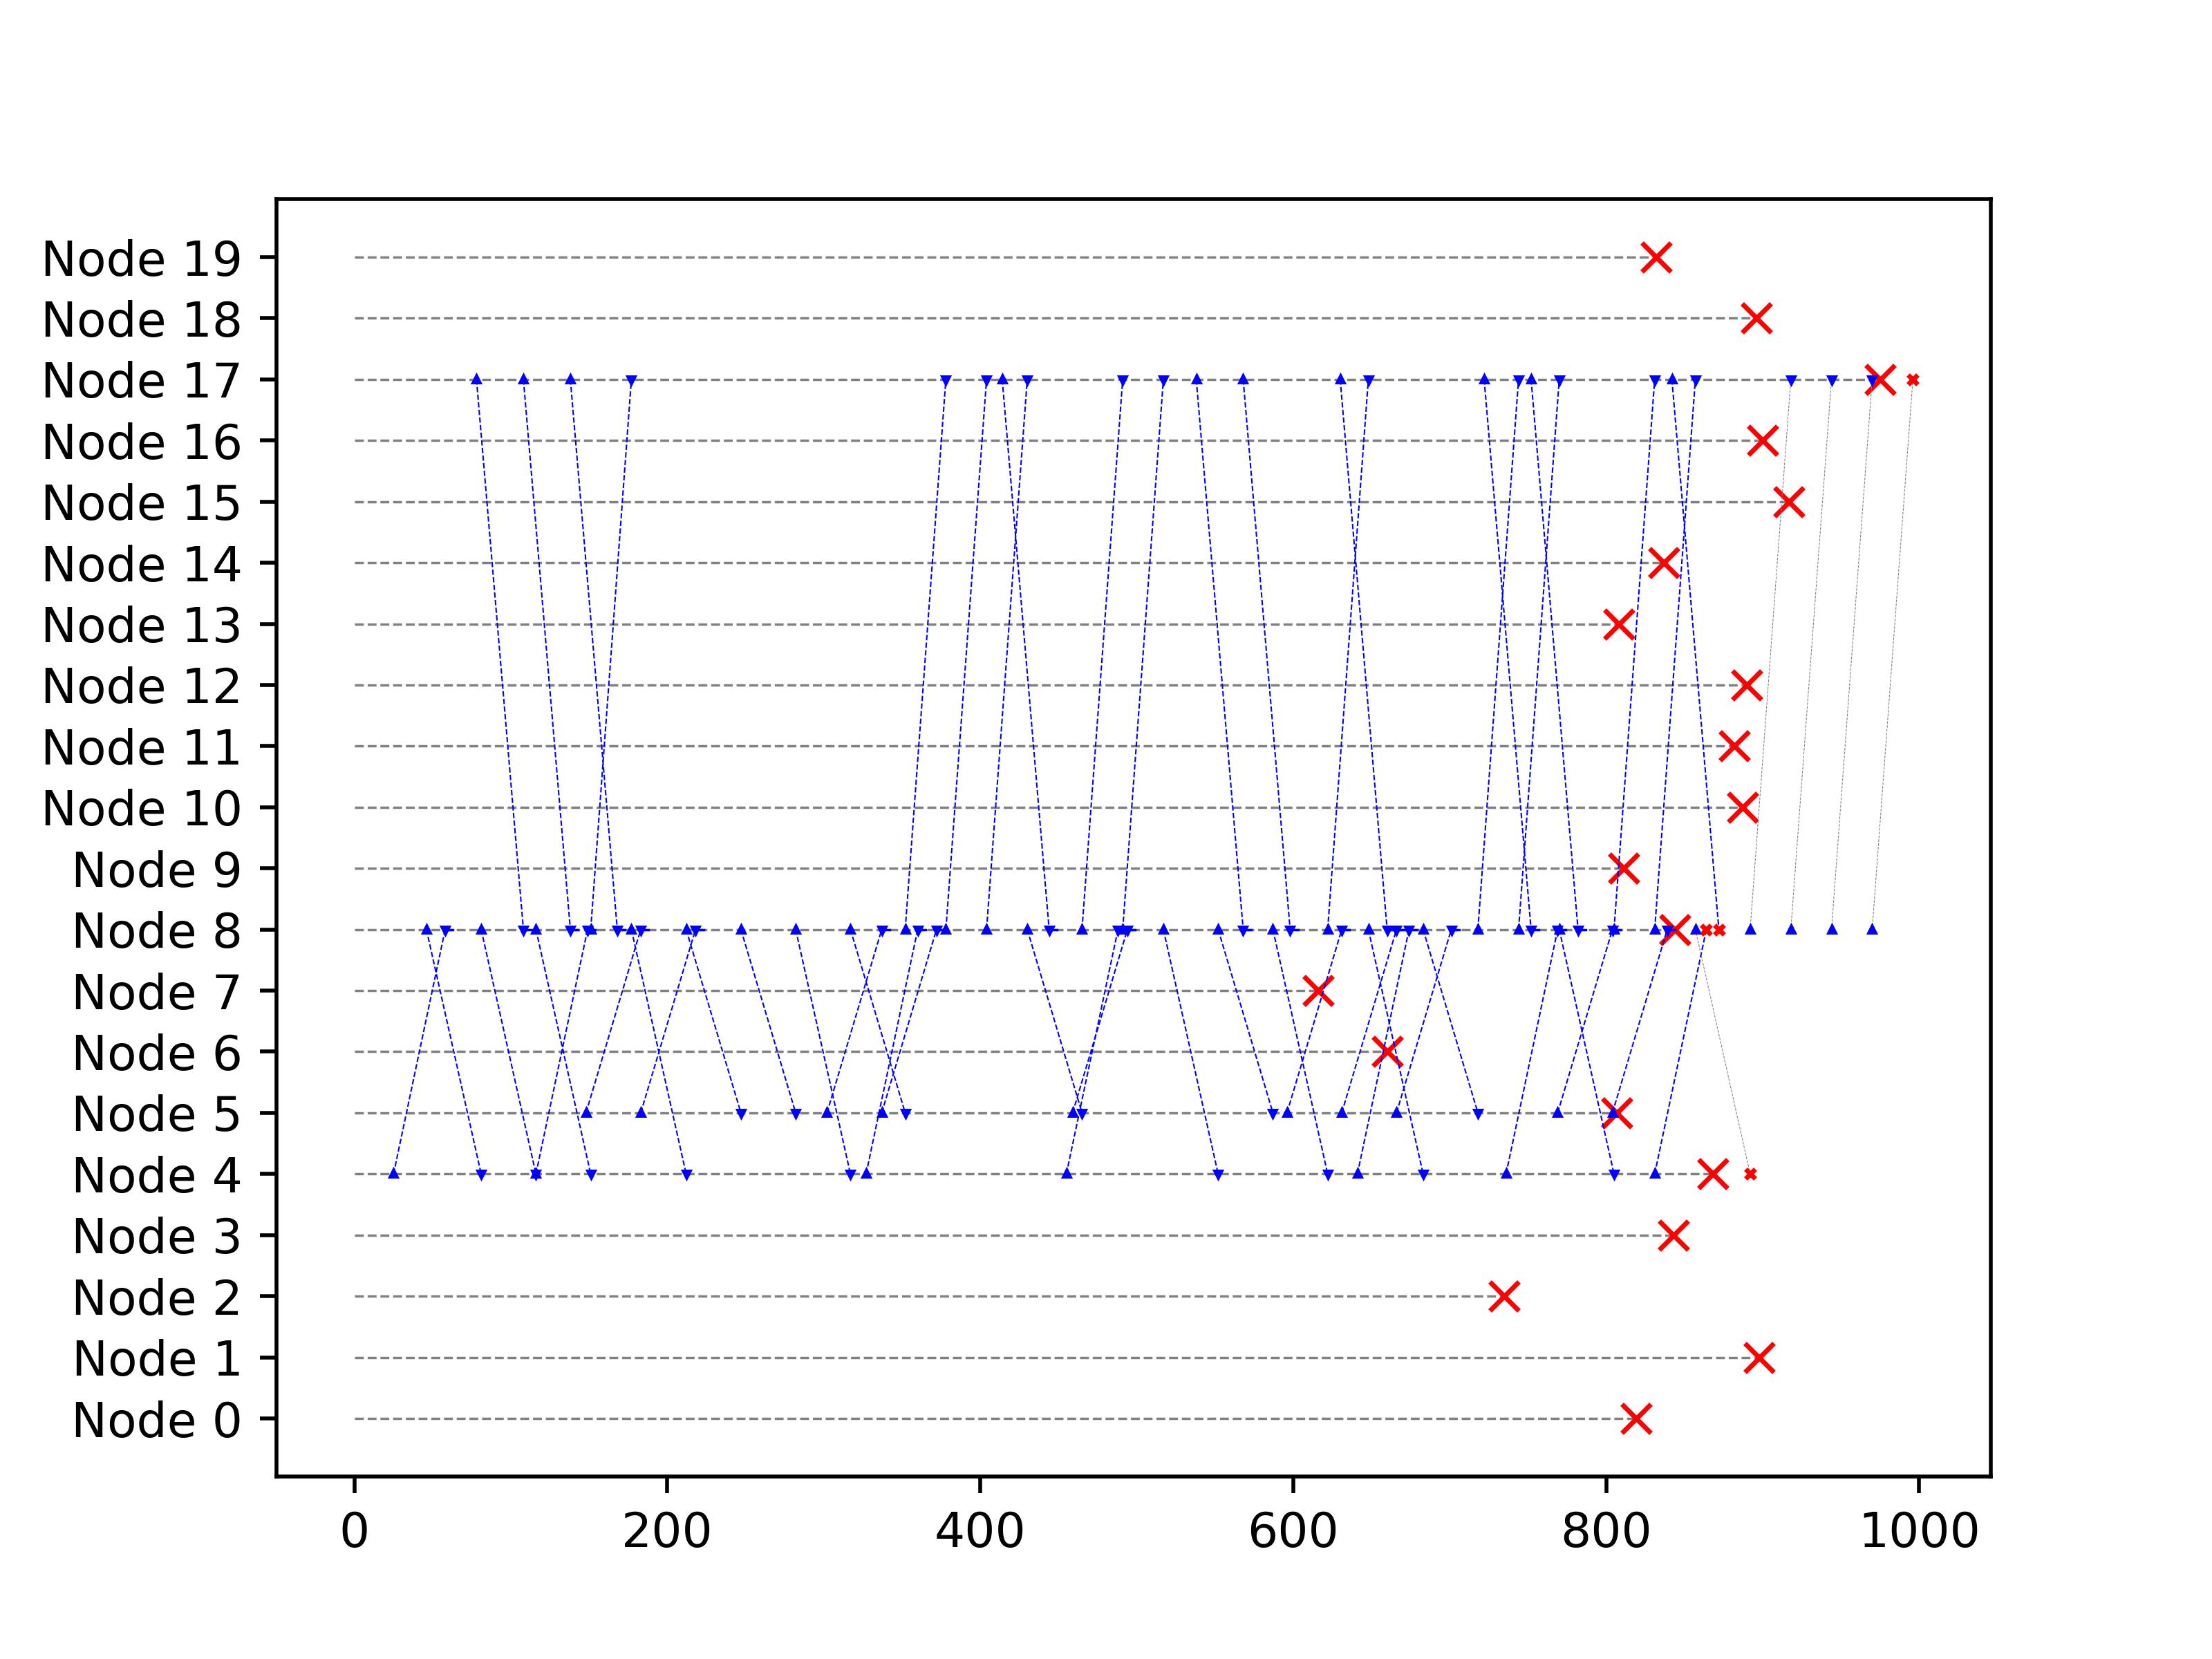 Node 19
Node 18
Node 17
Node 16
Node 15
Node 14
Node 13
Node 12
Node 11
Node 10
Node 9
Node 8
Node 7
Node 6
Node 5
Node 4
Node 3
Node 2
Node 1
Node 0
0 200 400 600 800 1000